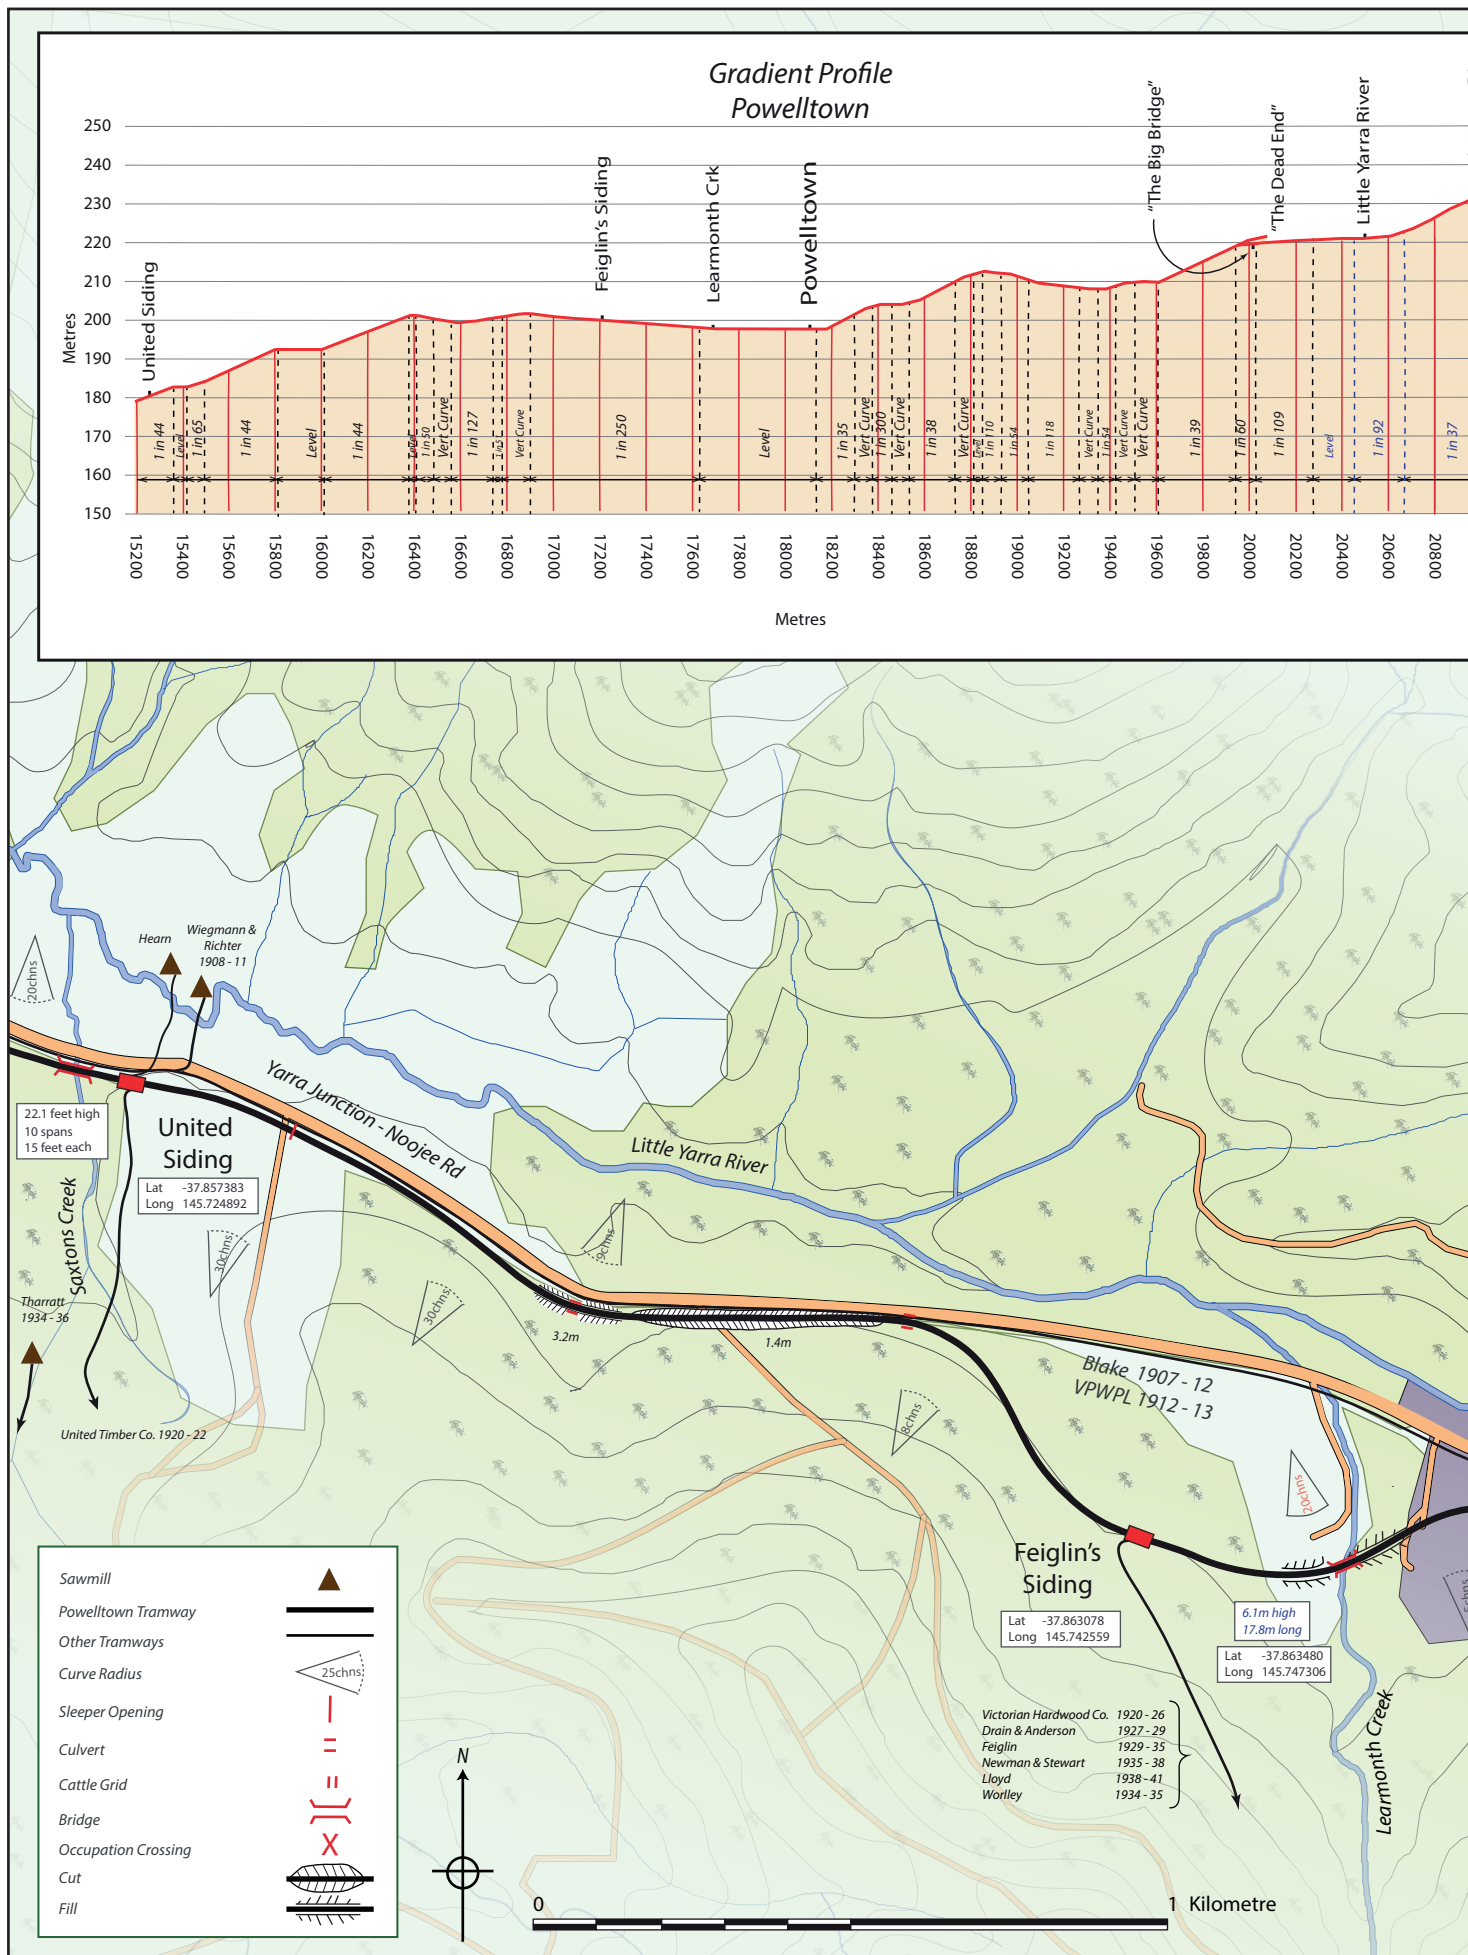 Gradient Profile
Powelltown
250
240
230
220
210
200
190
180
170
160
150
Metres
United Siding
Feiglin's Siding
Learmonth Crk
Powelltown
"The Big Bridge"
"The Dead End"
Little Yarra River
1 in 44
Level
1 in 65
1 in 44
Level
1 in 44
Level
1 in 50
Vert Curve
1 in 127
Vert Curve
1 in 250
Level
1 in 35
Vert Curve
1 in 300
Vert Curve
1 in 38
Vert Curve
Level
1 in 110
1 in 54
1 in 118
Vert Curve
1 in 54
Vert Curve
Vert Curve
1 in 39
1 in 60
1 in 109
Level
1 in 92
1 in 37
15200
15400
15600
15800
16000
16200
16400
16600
16800
17000
17200
17400
17600
17800
18000
18200
18400
18600
18800
19000
19200
19400
19600
19800
20000
20200
20400
20600
20800
Metres
Hearn
Wiegmann &
Richter
1908 - 11
20chns
22.1 feet high
10 spans
15 feet each
United
Siding
Lat -37.857383
Long 145.724892
Yarra Junction - Noojee Rd
Little Yarra River
Saxtons Creek
30chns
9chns
30chns
Tharratt
1934 - 36
3.2m
1.4m
Blake 1907 - 12
VPWPL 1912 - 13
8chns
United Timber Co. 1920 - 22
20chns
Feiglin's
Siding
Lat -37.863078
Long 145.742559
6.1m high
17.8m long
Lat -37.863480
Long 145.747306
5chns
Learmonth Creek
Victorian Hardwood Co. 1920 - 26
Drain & Anderson 1927 - 29
Feiglin 1929 - 35
Newman & Stewart 1935 - 38
Lloyd 1938 - 41
Worlley 1934 - 35
Sawmill
Powelltown Tramway
Other Tramways
Curve Radius 25chns
Sleeper Opening
Culvert
Cattle Grid
Bridge
Occupation Crossing
Cut
Fill
N
0 1 Kilometre